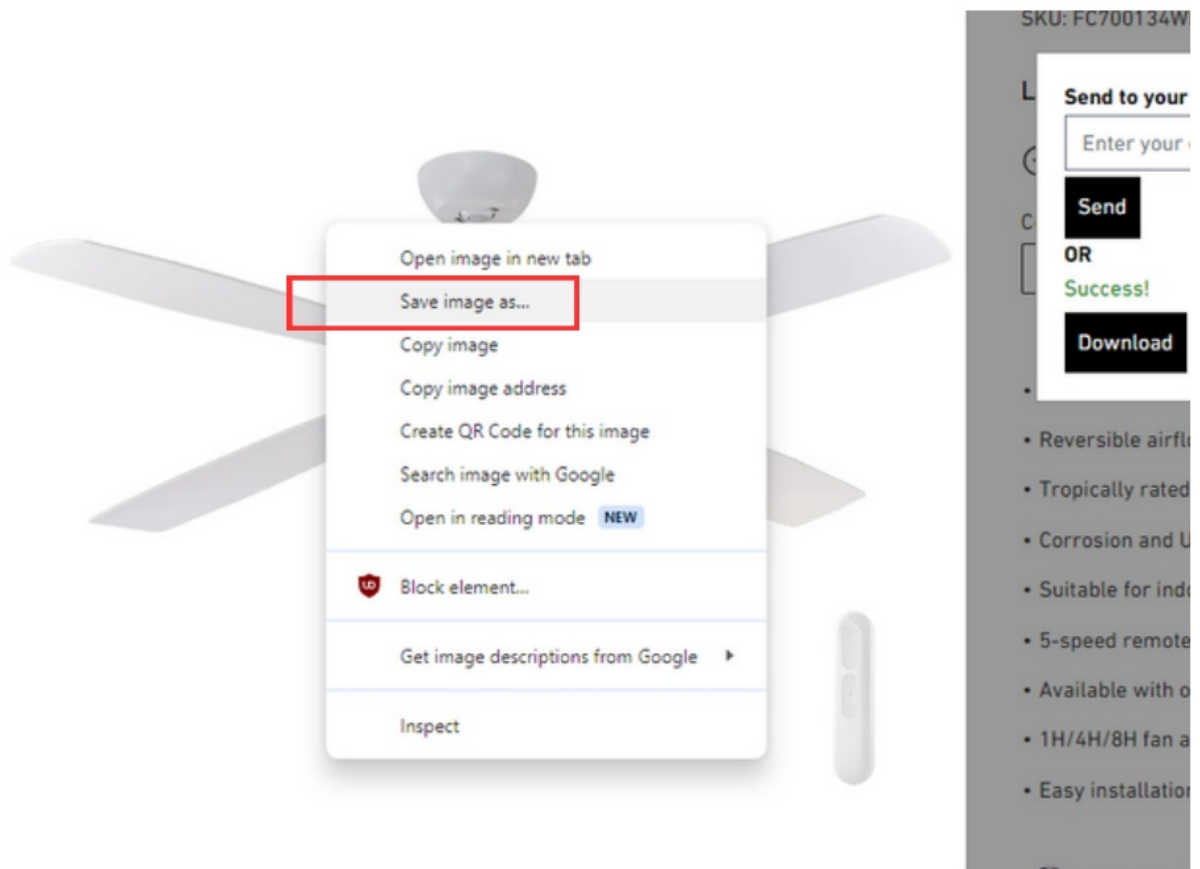 Open image in new tab
Save image as...
Copy image
Copy image address
Create QR Code for this image
Search image with Google
Open in reading mode NEW
Block element...
Get image descriptions from Google
Inspect
SKU: FC700134W
L
Send to your
Enter your
Send
C
OR
Success!
Download
• Reversible airfl
• Tropically rated
• Corrosion and U
• Suitable for indo
• 5-speed remote
• Available with o
• 1H/4H/8H fan a
• Easy installation